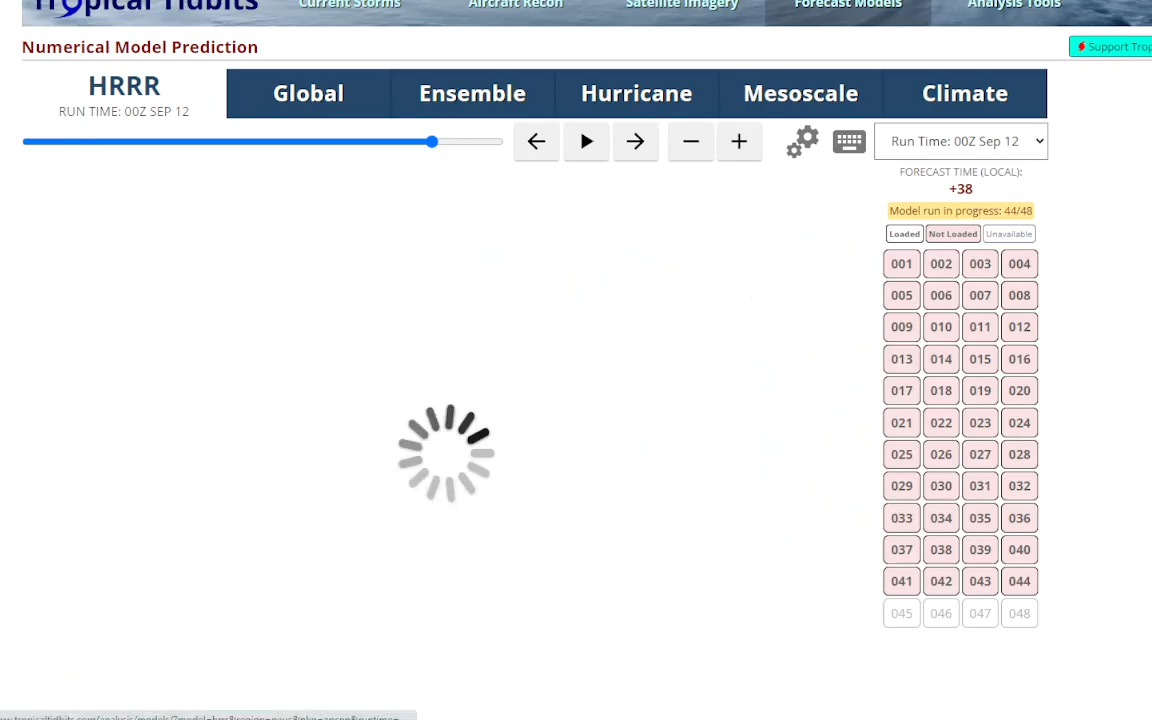 Tropical Tidbits
Current Storms Aircraft Recon Satellite Imagery Forecast Models Analysis Tools
Numerical Model Prediction
Support Trop
HRRR
RUN TIME: 00Z SEP 12
Global Ensemble Hurricane Mesoscale Climate
Run Time: 00Z Sep 12
FORECAST TIME (LOCAL):
+38
Model run in progress: 44/48
Loaded Not Loaded Unavailable
001 002 003 004
005 006 007 008
009 010 011 012
013 014 015 016
017 018 019 020
021 022 023 024
025 026 027 028
029 030 031 032
033 034 035 036
037 038 039 040
041 042 043 044
045 046 047 048